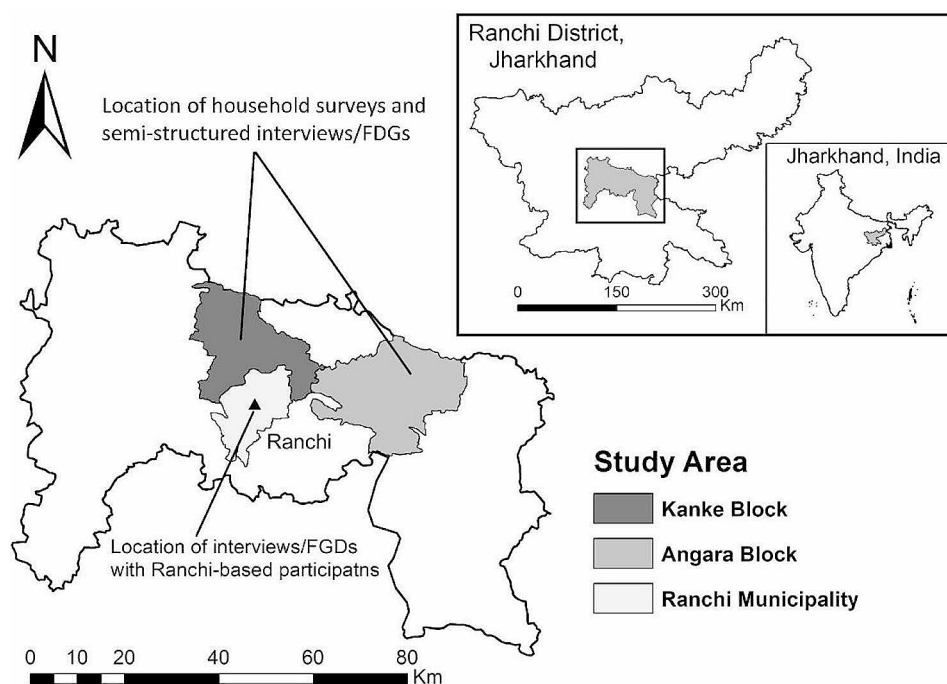 N
Location of household surveys and
semi-structured interviews/FDGs
Ranchi District,
Jharkhand
0 150 300
Km
Jharkhand, India
Ranchi
Location of interviews/FGDs
with Ranchi-based participatns
Study Area
Kanke Block
Angara Block
Ranchi Municipality
0 10 20 40 60 80
Km